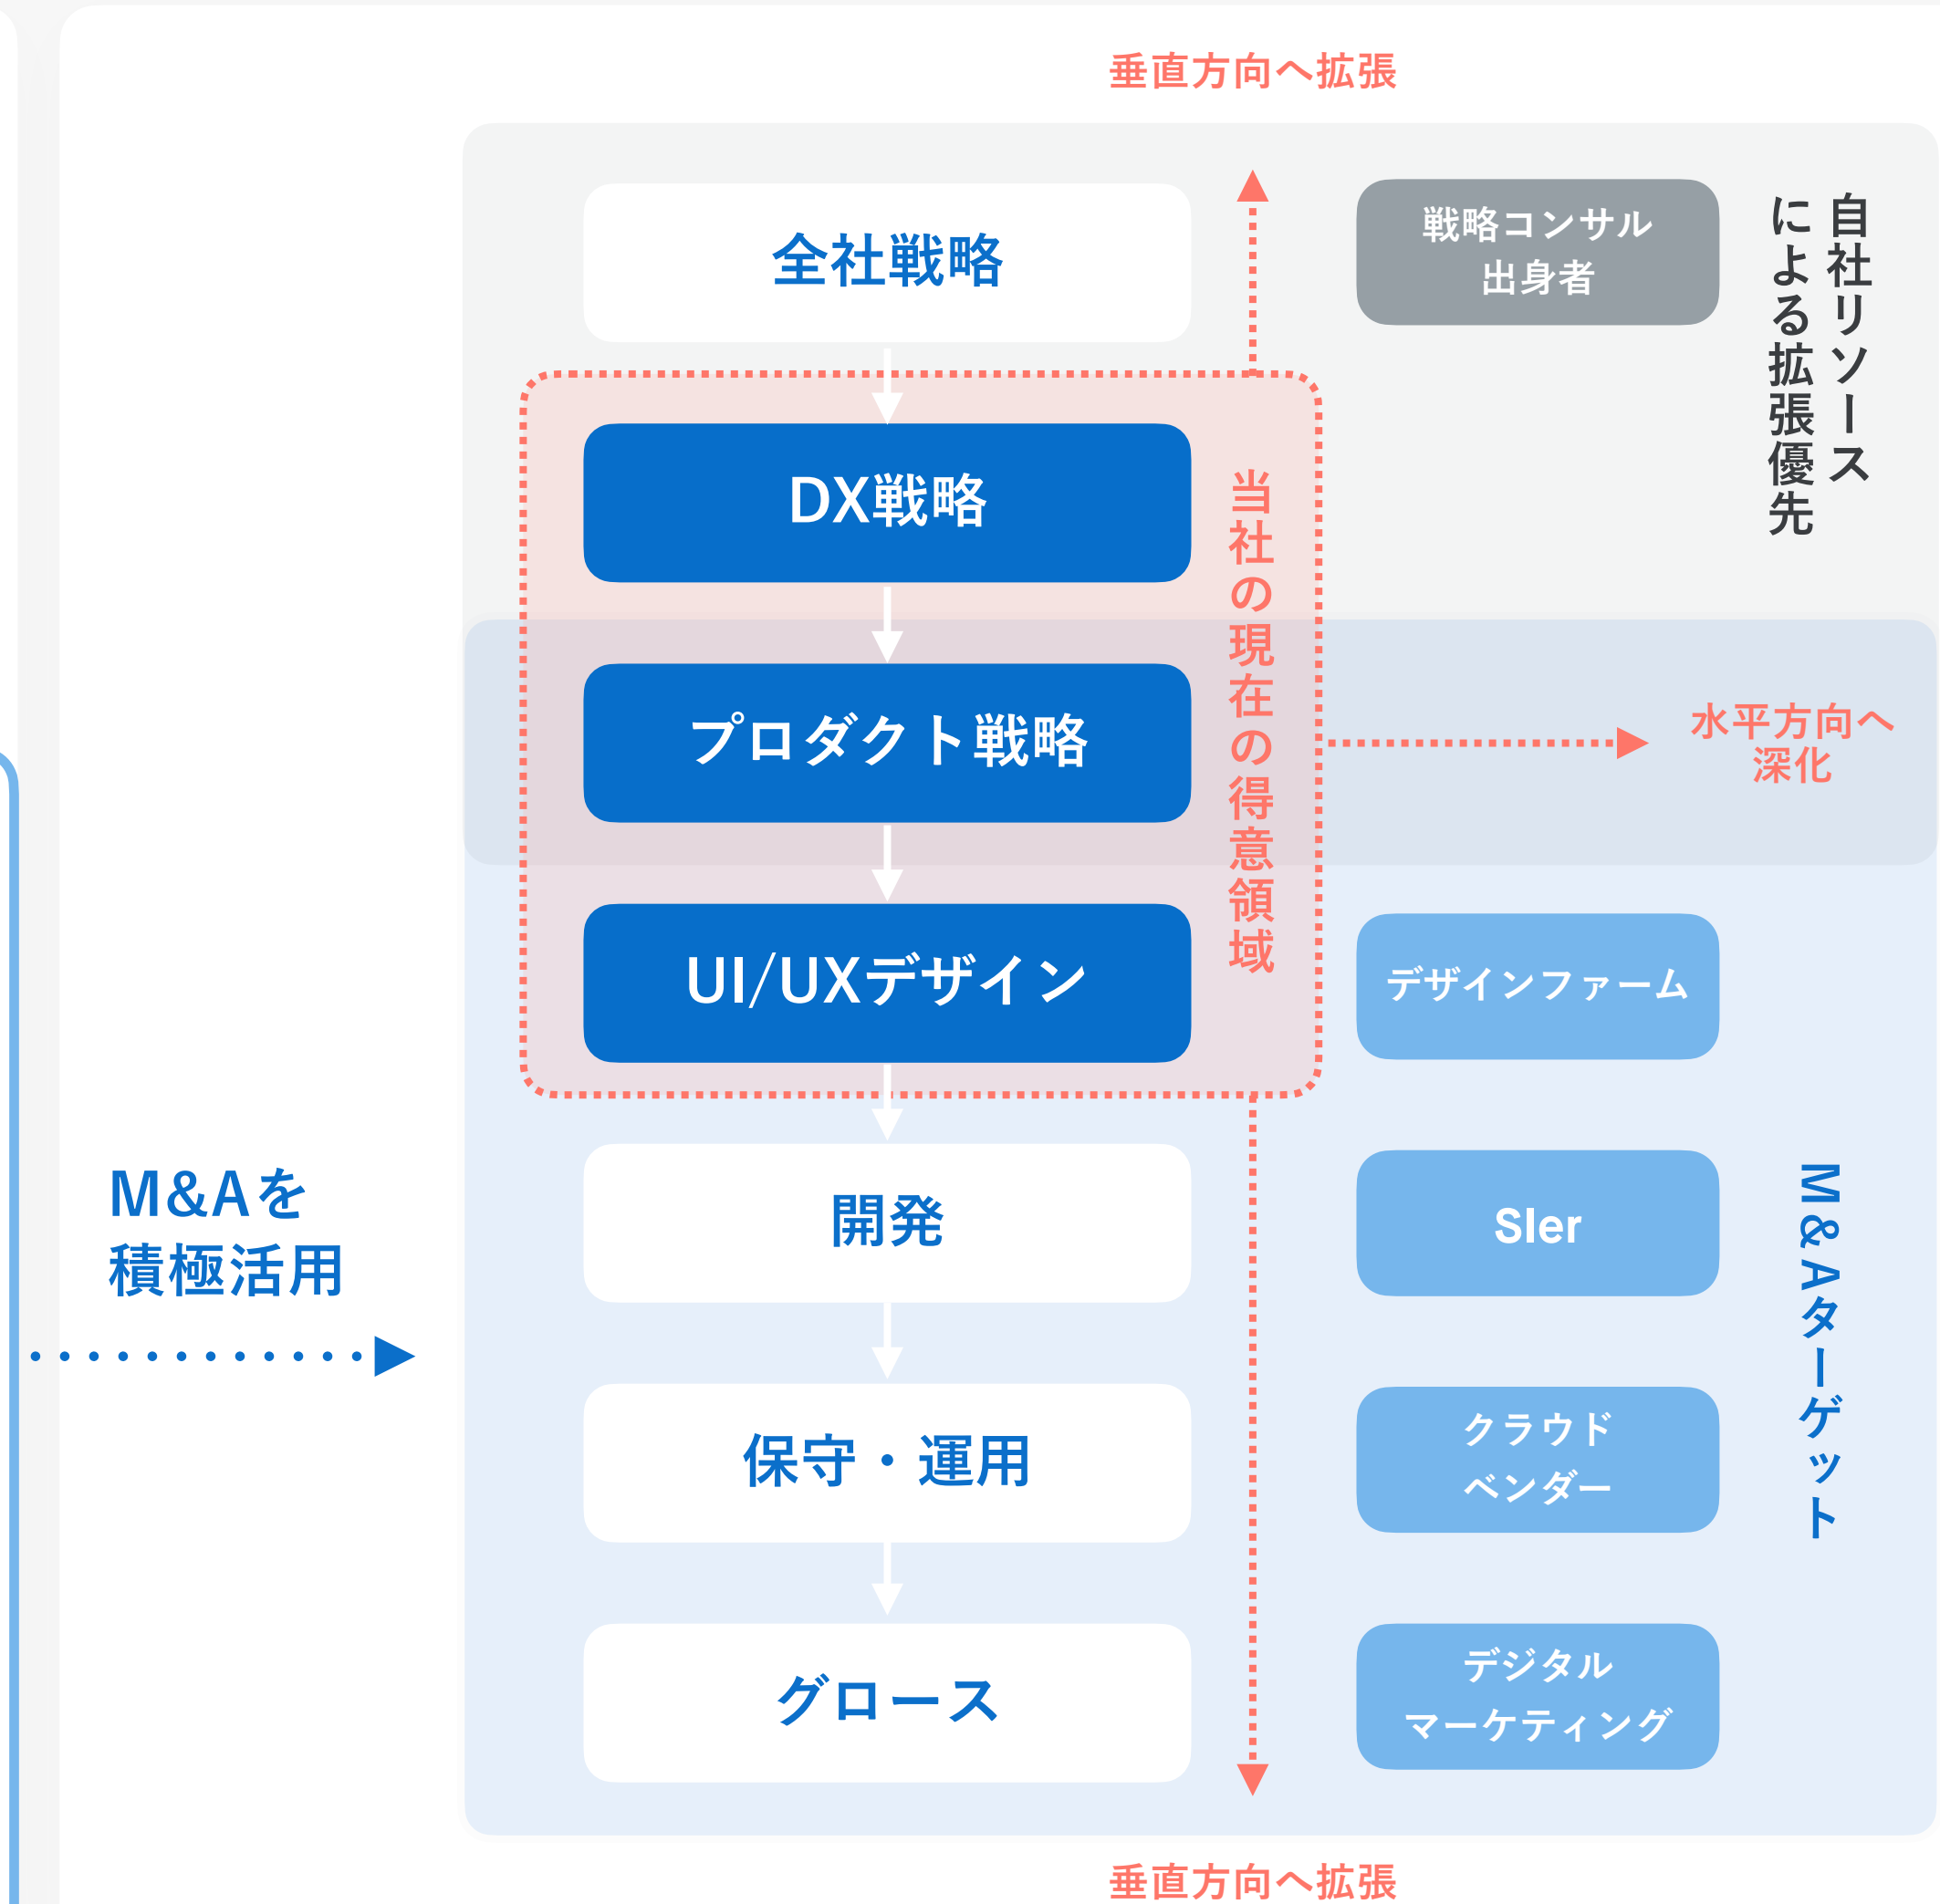 垂直方向へ拡張
全社戦略
戦略コンサル
出身者
自社リソース
による拡張優先
DX戦略
当社の現在の得意領域
プロダクト戦略
水平方向へ
深化
UI/UXデザイン
デザインファーム
M&Aを
積極活用
開発
SIer
M&Aターゲット
保守・運用
クラウド
ベンダー
グロース
デジタル
マーケティング
垂直方向へ拡張